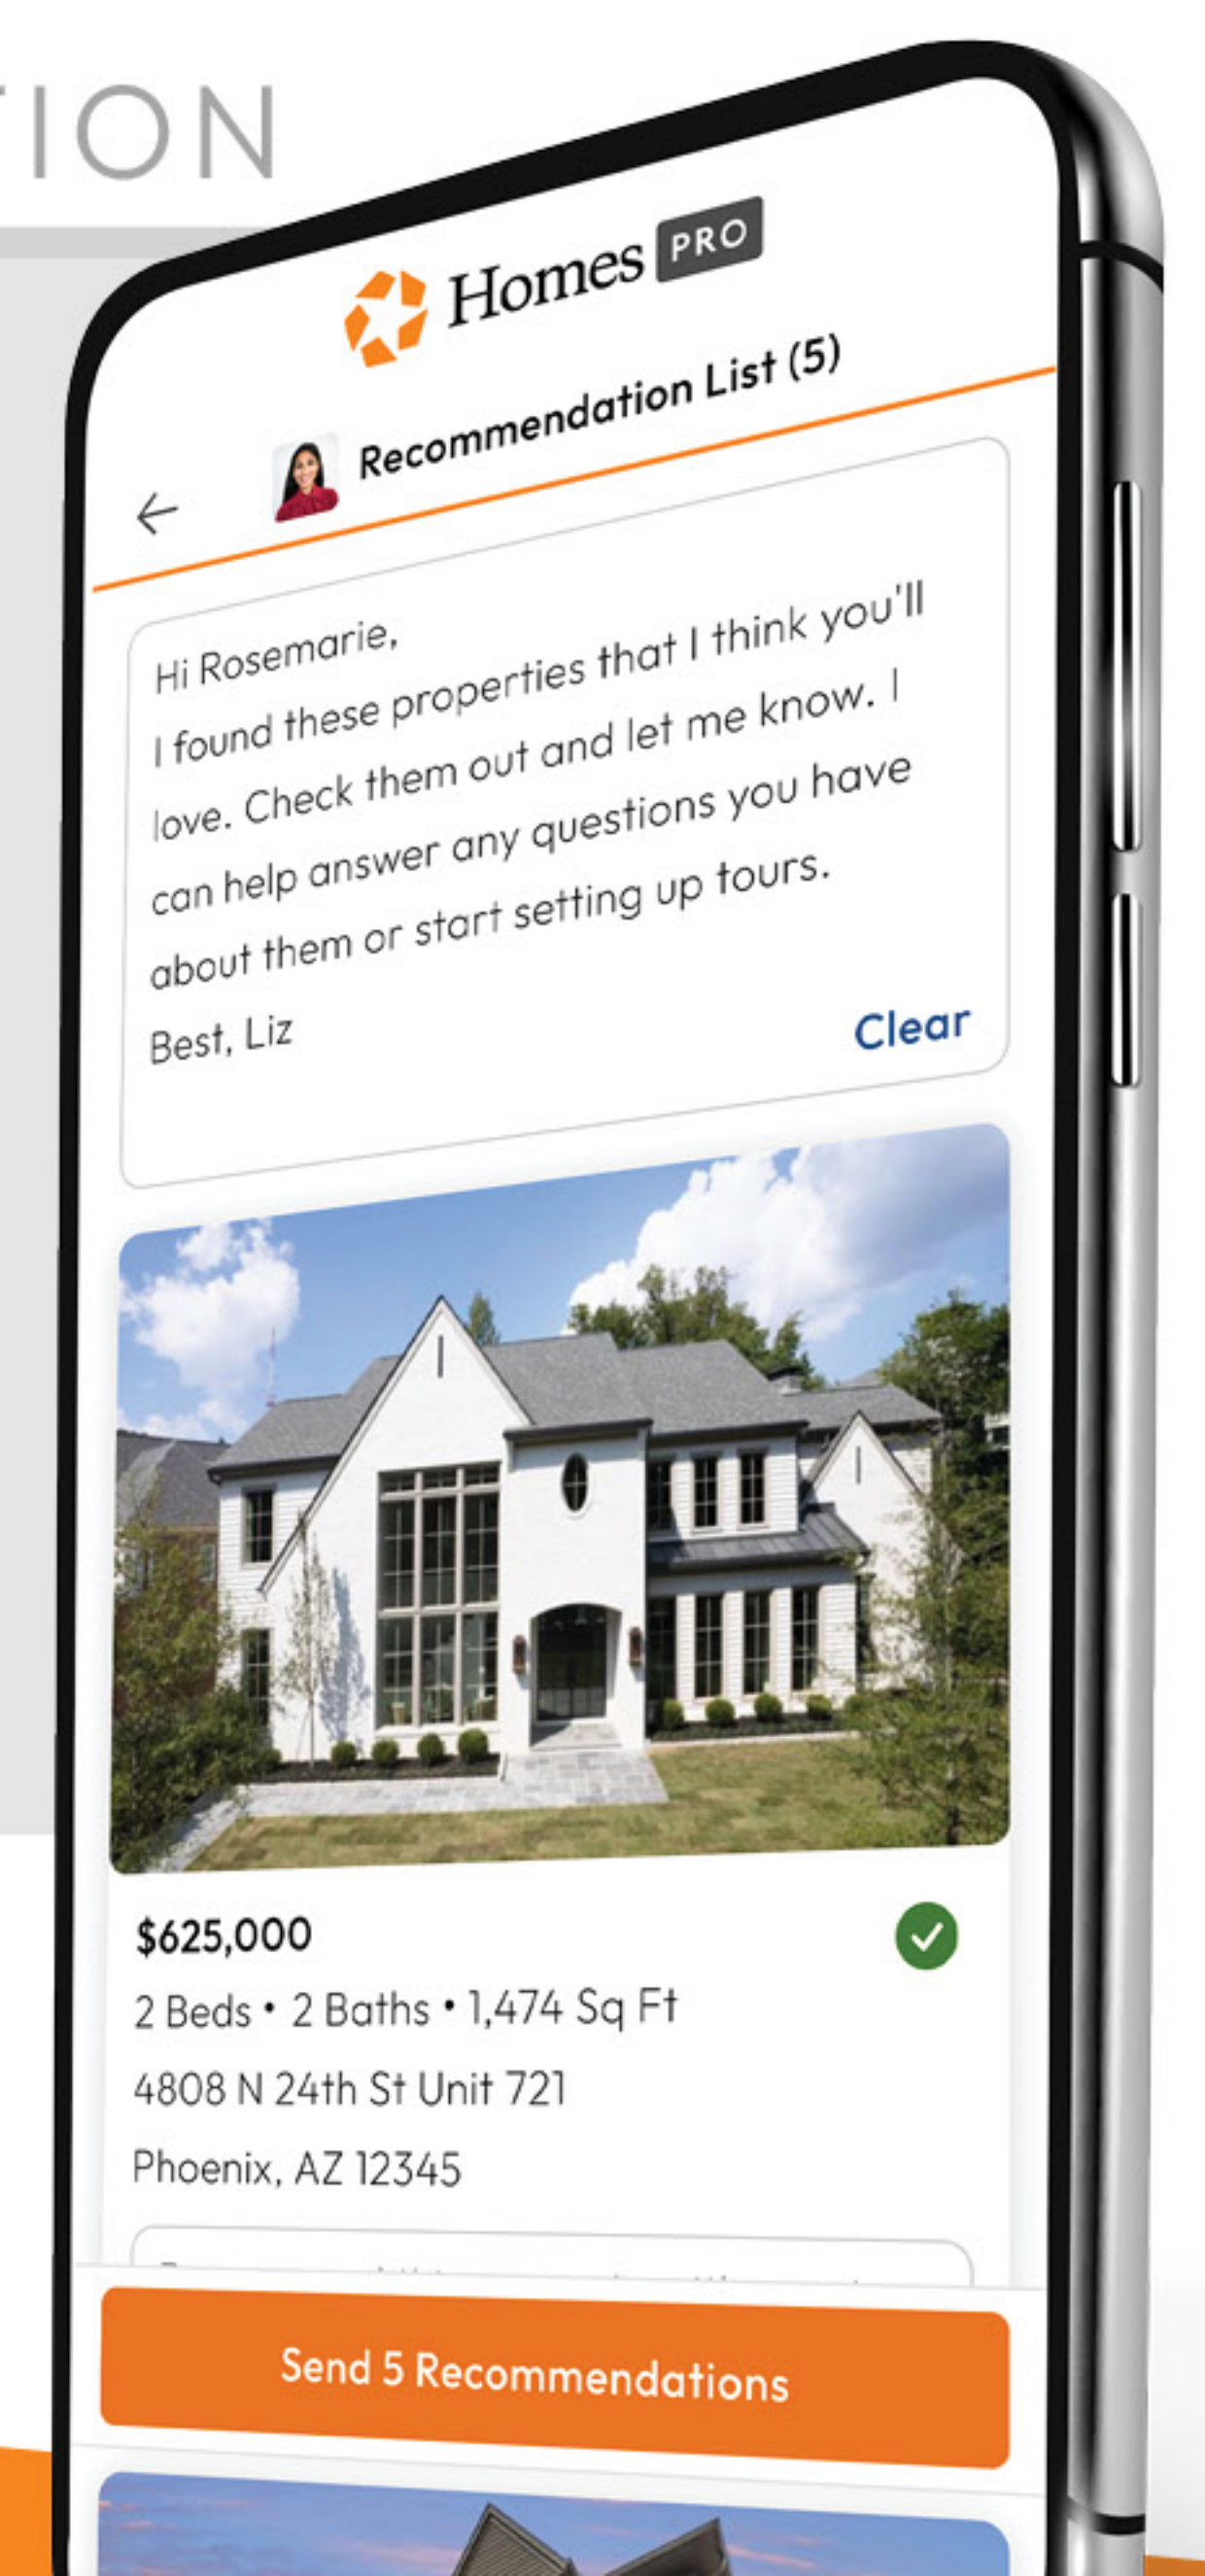 TION
Homes PRO
Recommendation List (5)
Hi Rosemarie,
I found these properties that I think you'll
love. Check them out and let me know. I
can help answer any questions you have
about them or start setting up tours.
Best, Liz
Clear
$625,000
2 Beds • 2 Baths • 1,474 Sq Ft
4808 N 24th St Unit 721
Phoenix, AZ 12345
Send 5 Recommendations